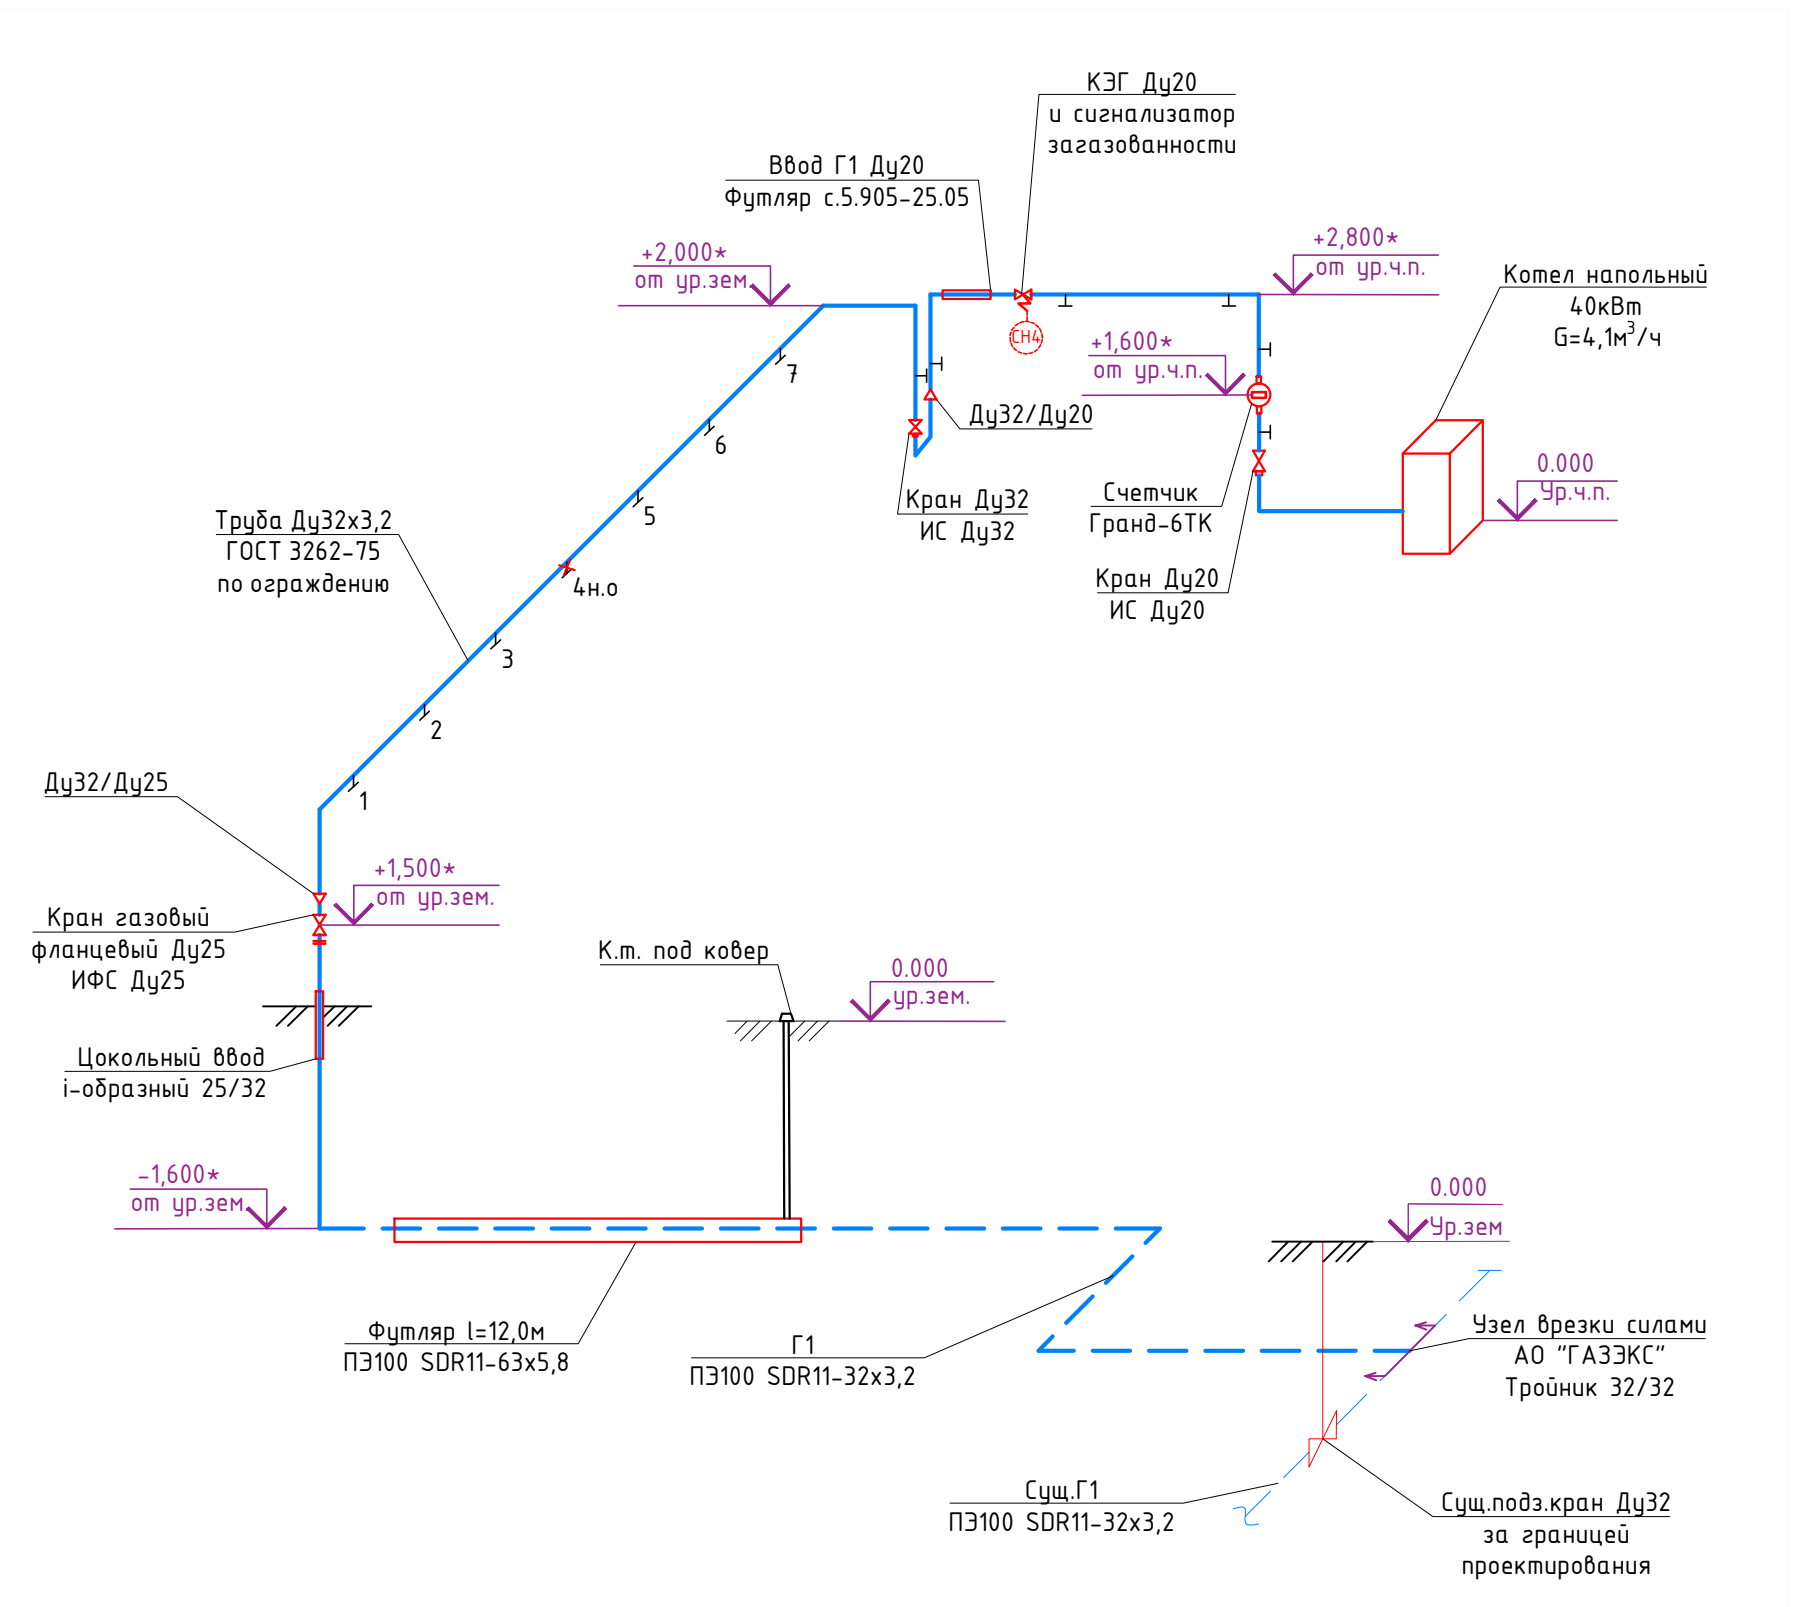 КЭГ Ду20
и сигнализатор
загазованности
Ввод Г1 Ду20
Футляр с.5.905-25.05
+2,000*
от ур.зем.
+2,800*
от ур.ч.п.
Котел напольный
40кВт
G=4,1м³/ч
СН4
+1,600*
от ур.ч.п.
7
Ду32/Ду20
6
0.000
Ур.ч.п.
Кран Ду32
ИС Ду32
Счетчик
Гранд-6ТК
5
Труба Ду32х3,2
ГОСТ 3262-75
по ограждению
4н.о
Кран Ду20
ИС Ду20
3
2
Ду32/Ду25
1
+1,500*
от ур.зем.
Кран газовый
фланцевый Ду25
ИФС Ду25
К.т. под ковер
0.000
ур.зем.
Цокольный ввод
i-образный 25/32
-1,600*
от ур.зем.
0.000
Ур.зем
Футляр l=12,0м
ПЭ100 SDR11-63х5,8
Г1
ПЭ100 SDR11-32х3,2
Узел врезки силами
АО "ГАЗЭКС"
Тройник 32/32
Сущ.Г1
ПЭ100 SDR11-32х3,2
Сущ.подз.кран Ду32
за границей
проектирования